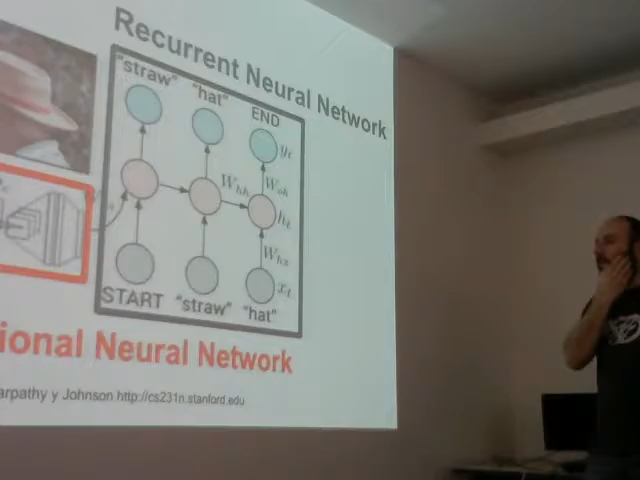 Recurrent Neural Network
"straw" "hat" END
y_t
W_hh W_oh
h_t
W_hx
x_t
START "straw" "hat"
ional Neural Network
arpathy y Johnson http://cs231n.stanford.edu